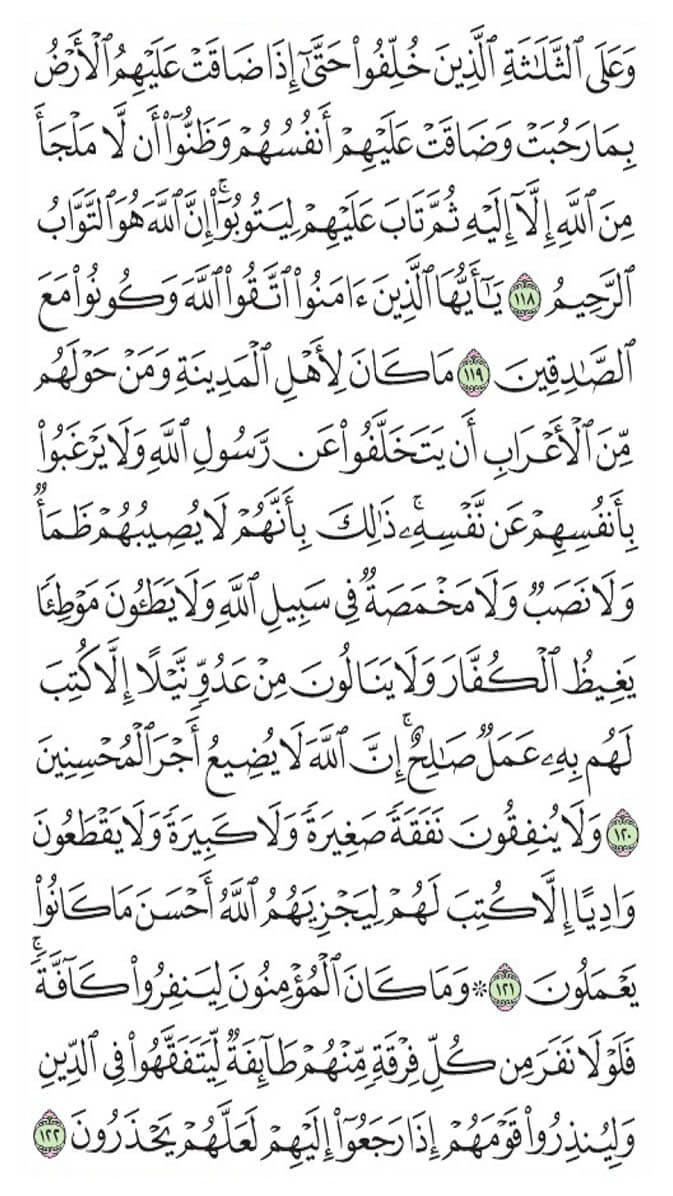 وَعَلَى ٱلثَّلَـٰثَةِ ٱلَّذِينَ خُلِّفُوا۟ حَتَّىٰٓ إِذَا ضَاقَتْ عَلَيْهِمُ ٱلْأَرْضُ
بِمَا رَحُبَتْ وَضَاقَتْ عَلَيْهِمْ أَنفُسُهُمْ وَظَنُّوٓا۟ أَن لَّا مَلْجَأَ
مِنَ ٱللَّهِ إِلَّآ إِلَيْهِ ثُمَّ تَابَ عَلَيْهِمْ لِيَتُوبُوٓا۟ ۚ إِنَّ ٱللَّهَ هُوَ ٱلتَّوَّابُ
ٱلرَّحِيمُ ١١٨ يَـٰٓأَيُّهَا ٱلَّذِينَ ءَامَنُوا۟ ٱتَّقُوا۟ ٱللَّهَ وَكُونُوا۟ مَعَ
ٱلصَّـٰدِقِينَ ١١٩ مَا كَانَ لِأَهْلِ ٱلْمَدِينَةِ وَمَنْ حَوْلَهُم
مِّنَ ٱلْأَعْرَابِ أَن يَتَخَلَّفُوا۟ عَن رَّسُولِ ٱللَّهِ وَلَا يَرْغَبُوا۟
بِأَنفُسِهِمْ عَن نَّفْسِهِۦ ۚ ذَٰلِكَ بِأَنَّهُمْ لَا يُصِيبُهُمْ ظَمَأٌ
وَلَا نَصَبٌ وَلَا مَخْمَصَةٌ فِى سَبِيلِ ٱللَّهِ وَلَا يَطَـُٔونَ مَوْطِئًا
يَغِيظُ ٱلْكُفَّارَ وَلَا يَنَالُونَ مِنْ عَدُوٍّ نَّيْلًا إِلَّا كُتِبَ
لَهُم بِهِۦ عَمَلٌ صَـٰلِحٌ ۚ إِنَّ ٱللَّهَ لَا يُضِيعُ أَجْرَ ٱلْمُحْسِنِينَ
١٢٠ وَلَا يُنفِقُونَ نَفَقَةً صَغِيرَةً وَلَا كَبِيرَةً وَلَا يَقْطَعُونَ
وَادِيًا إِلَّا كُتِبَ لَهُمْ لِيَجْزِيَهُمُ ٱللَّهُ أَحْسَنَ مَا كَانُوا۟
يَعْمَلُونَ ١٢١ ۞ وَمَا كَانَ ٱلْمُؤْمِنُونَ لِيَنفِرُوا۟ كَآفَّةً ۚ
فَلَوْلَا نَفَرَ مِن كُلِّ فِرْقَةٍ مِّنْهُمْ طَآئِفَةٌ لِّيَتَفَقَّهُوا۟ فِى ٱلدِّينِ
وَلِيُنذِرُوا۟ قَوْمَهُمْ إِذَا رَجَعُوٓا۟ إِلَيْهِمْ لَعَلَّهُمْ يَحْذَرُونَ ١٢٢